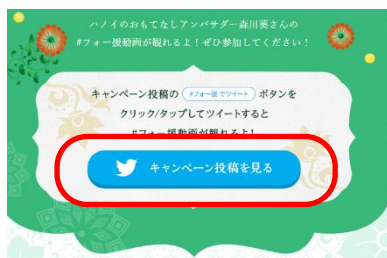 ハノイのおもてなしアンバサダー森川葵さんの
#フォー援動画が観れるよ！ぜひ参加してください！
キャンペーン投稿の #フォー援でツイート ボタンを
クリック/タップしてツイートすると
#フォー援動画が観れるよ！
キャンペーン投稿を見る